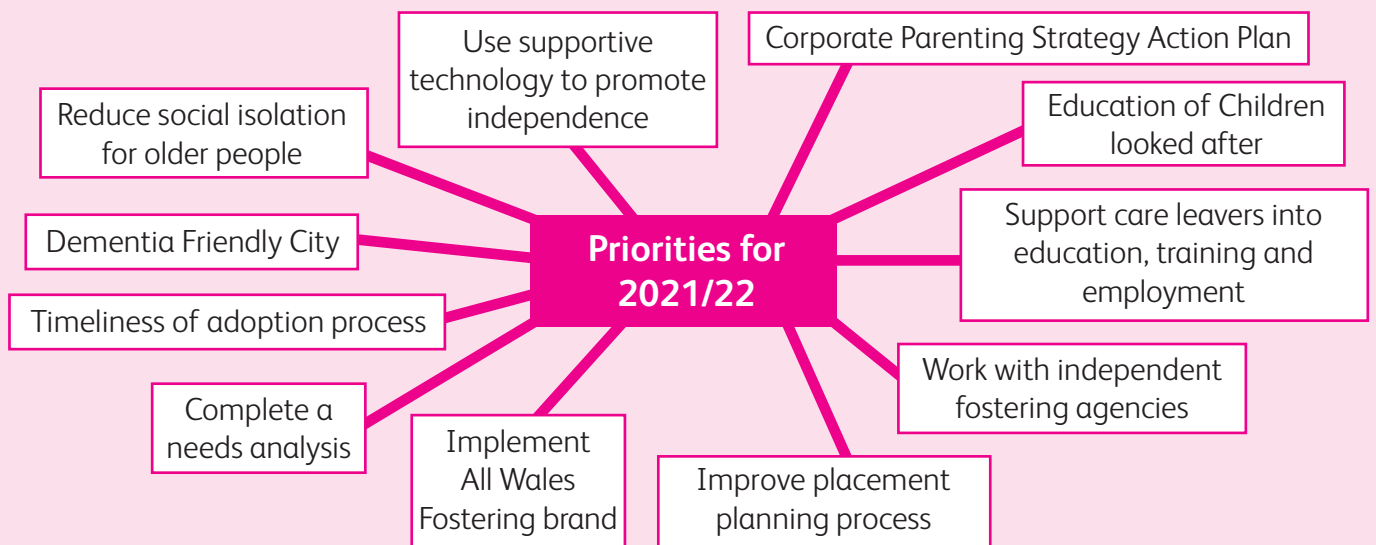 Use supportive
technology to promote
independence
Corporate Parenting Strategy Action Plan
Reduce social isolation
for older people
Education of Children
looked after
Dementia Friendly City
Priorities for
2021/22
Support care leavers into
education, training and
employment
Timeliness of adoption process
Work with independent
fostering agencies
Complete a
needs analysis
Implement
All Wales
Fostering brand
Improve placement
planning process